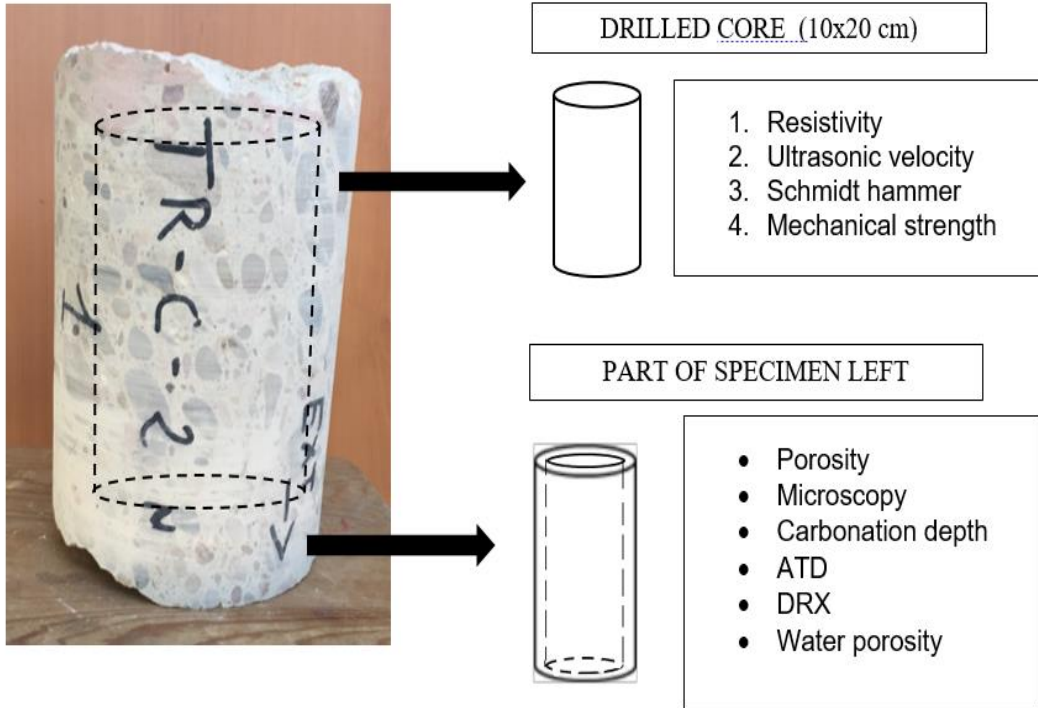 TR-C-2
1
N
Ext
DRILLED CORE (10x20 cm)
1. Resistivity
2. Ultrasonic velocity
3. Schmidt hammer
4. Mechanical strength
PART OF SPECIMEN LEFT
• Porosity
• Microscopy
• Carbonation depth
• ATD
• DRX
• Water porosity